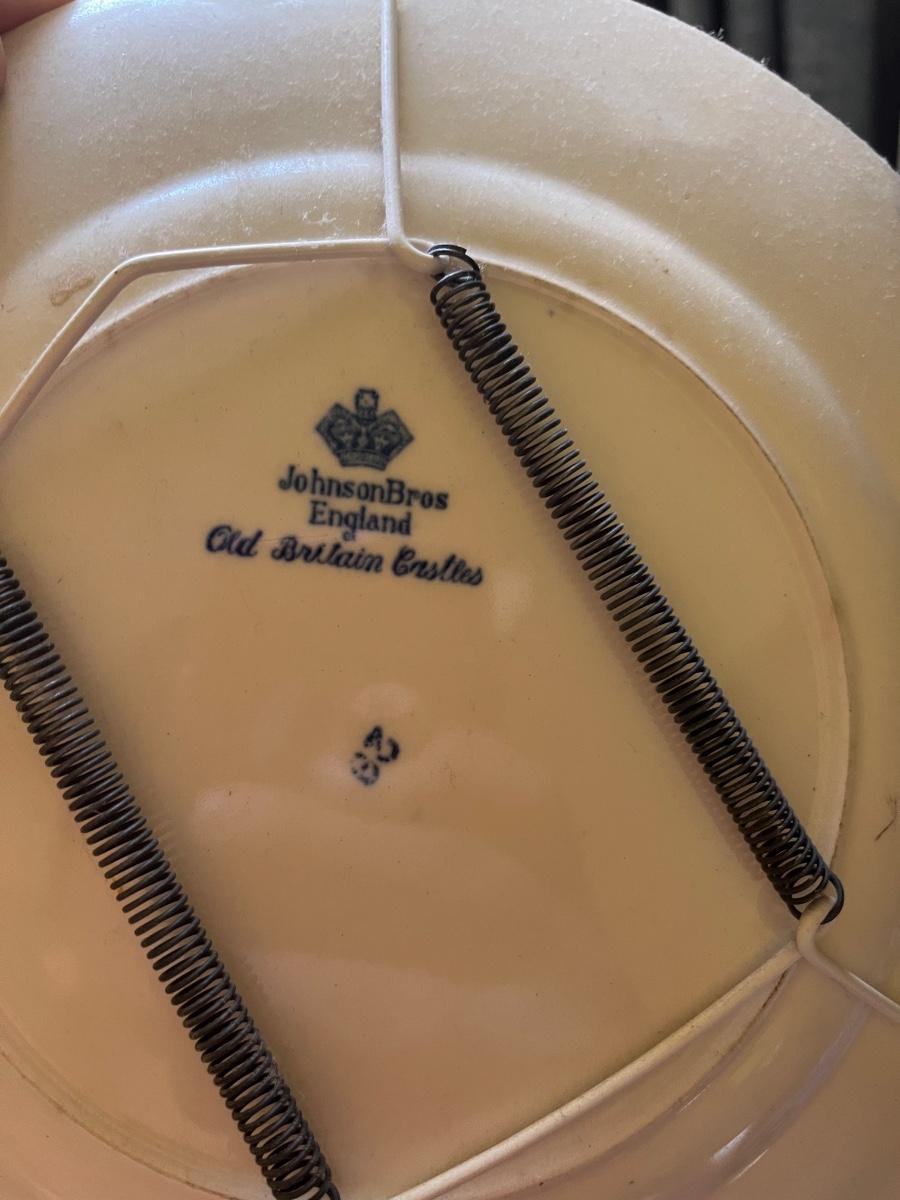 JohnsonBros
England
Old Britain Castles